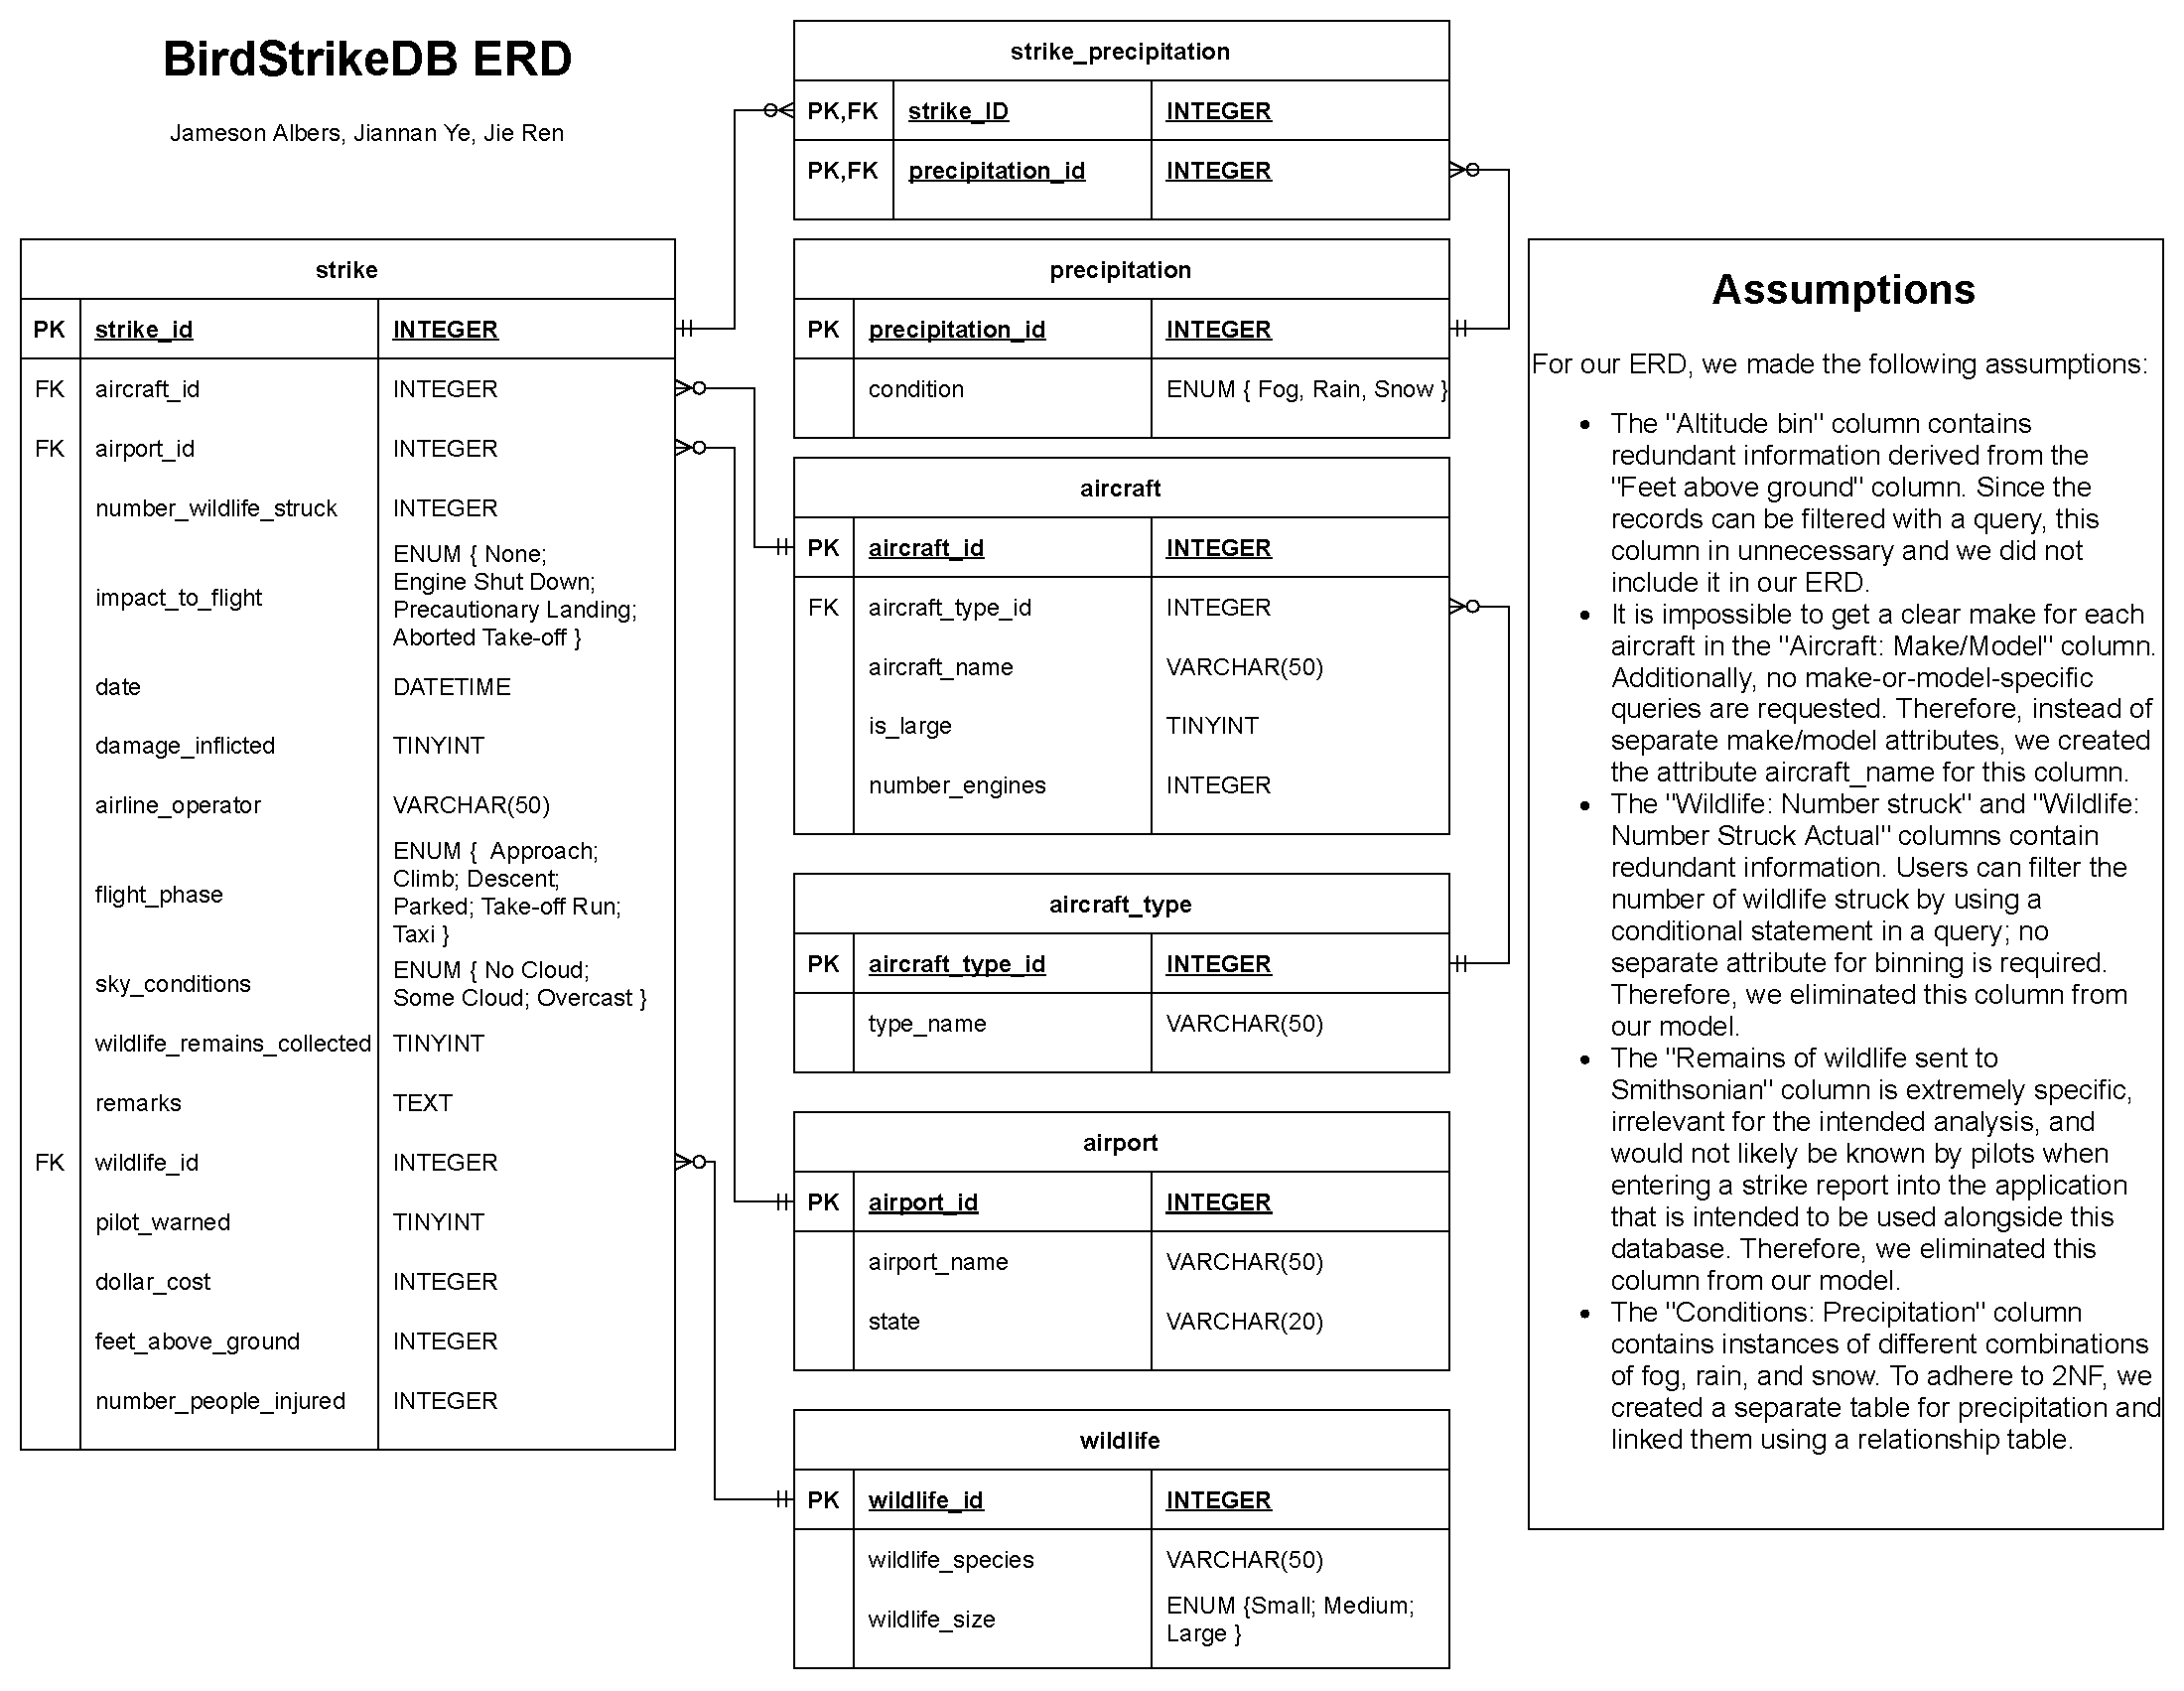 BirdStrikeDB ERD
Jameson Albers, Jiannan Ye, Jie Ren
strike
PK strike_id INTEGER
FK aircraft_id INTEGER
FK airport_id INTEGER
number_wildlife_struck INTEGER
impact_to_flight ENUM { None;
Engine Shut Down;
Precautionary Landing;
Aborted Take-off }
date DATETIME
damage_inflicted TINYINT
airline_operator VARCHAR(50)
flight_phase ENUM { Approach;
Climb; Descent;
Parked; Take-off Run;
Taxi }
sky_conditions ENUM { No Cloud;
Some Cloud; Overcast }
wildlife_remains_collected TINYINT
remarks TEXT
FK wildlife_id INTEGER
pilot_warned TINYINT
dollar_cost INTEGER
feet_above_ground INTEGER
number_people_injured INTEGER
strike_precipitation
PK,FK strike_ID INTEGER
PK,FK precipitation_id INTEGER
precipitation
PK precipitation_id INTEGER
condition ENUM { Fog, Rain, Snow }
aircraft
PK aircraft_id INTEGER
FK aircraft_type_id INTEGER
aircraft_name VARCHAR(50)
is_large TINYINT
number_engines INTEGER
aircraft_type
PK aircraft_type_id INTEGER
type_name VARCHAR(50)
airport
PK airport_id INTEGER
airport_name VARCHAR(50)
state VARCHAR(20)
wildlife
PK wildlife_id INTEGER
wildlife_species VARCHAR(50)
wildlife_size ENUM {Small; Medium;
Large }
Assumptions
For our ERD, we made the following assumptions:
• The "Altitude bin" column contains
redundant information derived from the
"Feet above ground" column. Since the
records can be filtered with a query, this
column in unnecessary and we did not
include it in our ERD.
• It is impossible to get a clear make for each
aircraft in the "Aircraft: Make/Model" column.
Additionally, no make-or-model-specific
queries are requested. Therefore, instead of
separate make/model attributes, we created
the attribute aircraft_name for this column.
• The "Wildlife: Number struck" and "Wildlife:
Number Struck Actual" columns contain
redundant information. Users can filter the
number of wildlife struck by using a
conditional statement in a query; no
separate attribute for binning is required.
Therefore, we eliminated this column from
our model.
• The "Remains of wildlife sent to
Smithsonian" column is extremely specific,
irrelevant for the intended analysis, and
would not likely be known by pilots when
entering a strike report into the application
that is intended to be used alongside this
database. Therefore, we eliminated this
column from our model.
• The "Conditions: Precipitation" column
contains instances of different combinations
of fog, rain, and snow. To adhere to 2NF, we
created a separate table for precipitation and
linked them using a relationship table.